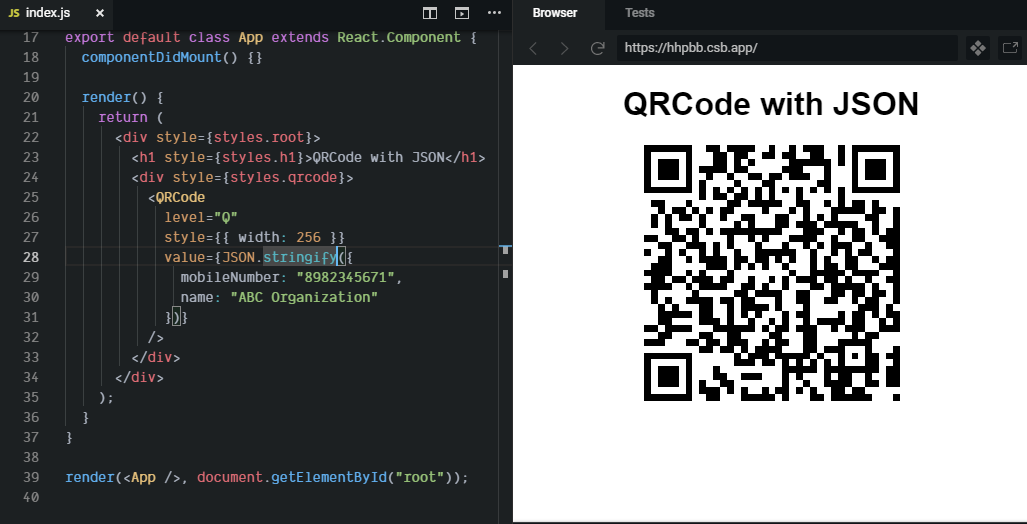 JS index.js ×
17 export default class App extends React.Component {
18 componentDidMount() {}
19
20 render() {
21 return (
22 <div style={styles.root}>
23 <h1 style={styles.h1}>QRCode with JSON</h1>
24 <div style={styles.qrcode}>
25 <QRCode
26 level="Q"
27 style={{ width: 256 }}
28 value={JSON.stringify({
29 mobileNumber: "8982345671",
30 name: "ABC Organization"
31 })}
32 />
33 </div>
34 </div>
35 );
36 }
37 }
38
39 render(<App />, document.getElementById("root"));
40
Browser Tests
https://hhpbb.csb.app/
QRCode with JSON